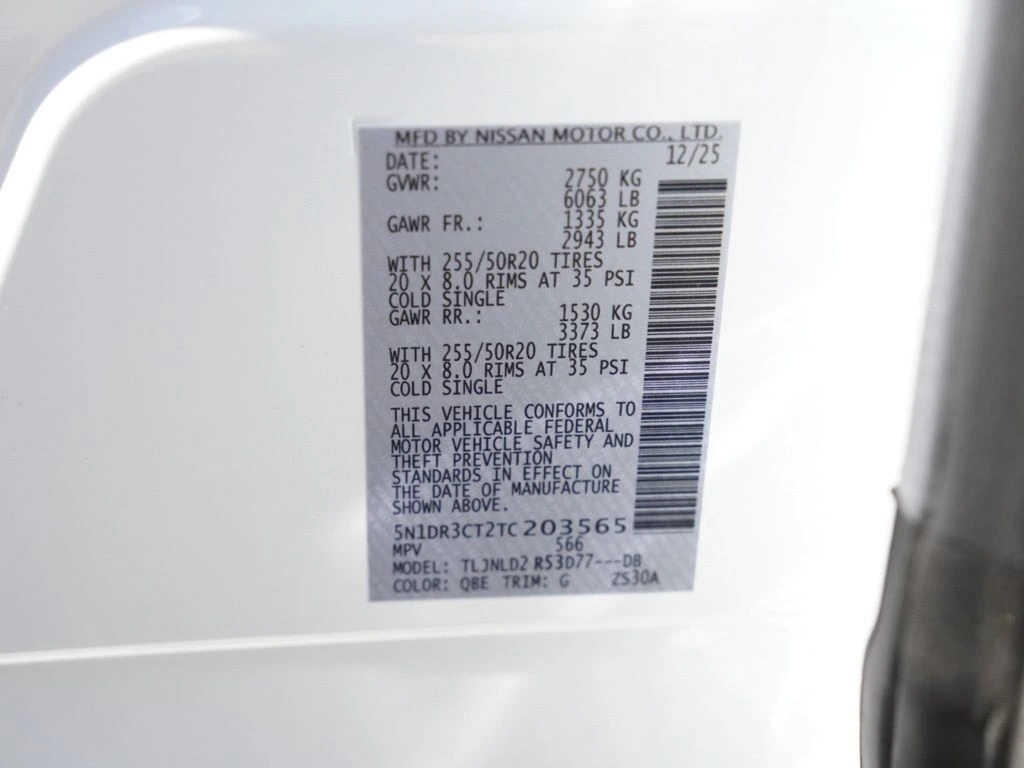 MFD BY NISSAN MOTOR CO., LTD.
DATE: 12/25
GVWR: 2750 KG
6063 LB
GAWR FR.: 1335 KG
2943 LB
WITH 255/50R20 TIRES
20 X 8.0 RIMS AT 35 PSI
COLD SINGLE
GAWR RR.: 1530 KG
3373 LB
WITH 255/50R20 TIRES
20 X 8.0 RIMS AT 35 PSI
COLD SINGLE
THIS VEHICLE CONFORMS TO
ALL APPLICABLE FEDERAL
MOTOR VEHICLE SAFETY AND
THEFT PREVENTION
STANDARDS IN EFFECT ON
THE DATE OF MANUFACTURE
SHOWN ABOVE.
5N1DR3CT2TC203565
MPV 566
MODEL: TLJNLD2 R53D77---DB
COLOR: QBE TRIM: G ZS30A